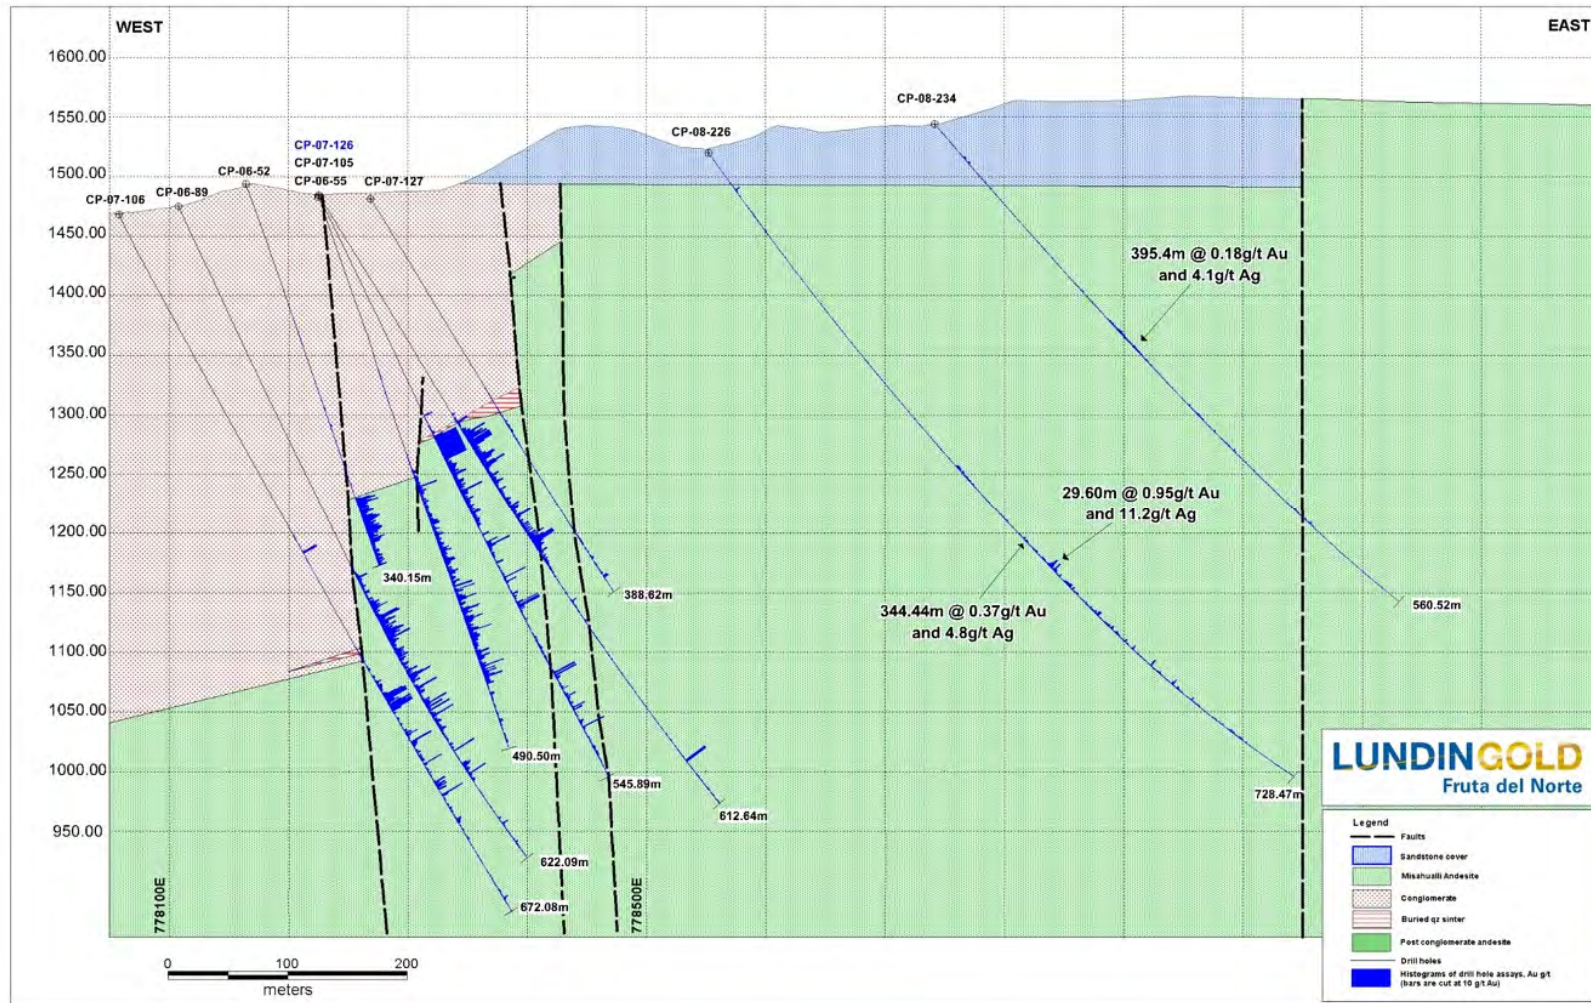 WEST
EAST
1600.00
1550.00
1500.00
1450.00
1400.00
1350.00
1300.00
1250.00
1200.00
1150.00
1100.00
1050.00
1000.00
950.00
CP-07-106
CP-06-89
CP-06-52
CP-07-126
CP-07-105
CP-06-55
CP-07-127
CP-08-226
CP-08-234
395.4m @ 0.18g/t Au
and 4.1g/t Ag
29.60m @ 0.95g/t Au
and 11.2g/t Ag
344.44m @ 0.37g/t Au
and 4.8g/t Ag
340.15m
388.62m
560.52m
490.50m
545.89m
612.64m
728.47m
622.09m
672.08m
778100E
778500E
0 100 200
meters
LUNDINGOLD
Fruta del Norte
Legend
Faults
Sandstone cover
Misahualli Andesite
Conglomerate
Buried qz sinter
Post conglomerate andesite
Drill holes
Histograms of drill hole assays, Au g/t
(bars are cut at 10 g/t Au)